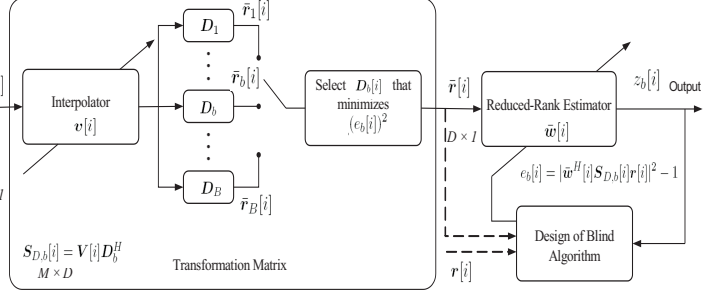 ]
I
Interpolator
v[i]
D_1
D_b
D_B
r̄_1[i]
r̄_b[i]
r̄_B[i]
Select D_b[i] that
minimizes
(e_b[i])^2
r̄[i]
D × 1
Reduced-Rank Estimator
w̄[i]
z_b[i] Output
e_b[i] = |w̄^H[i]S_{D,b}[i]r[i]|^2 − 1
Design of Blind
Algorithm
r[i]
S_{D,b}[i] = V[i]D_b^H
M × D
Transformation Matrix